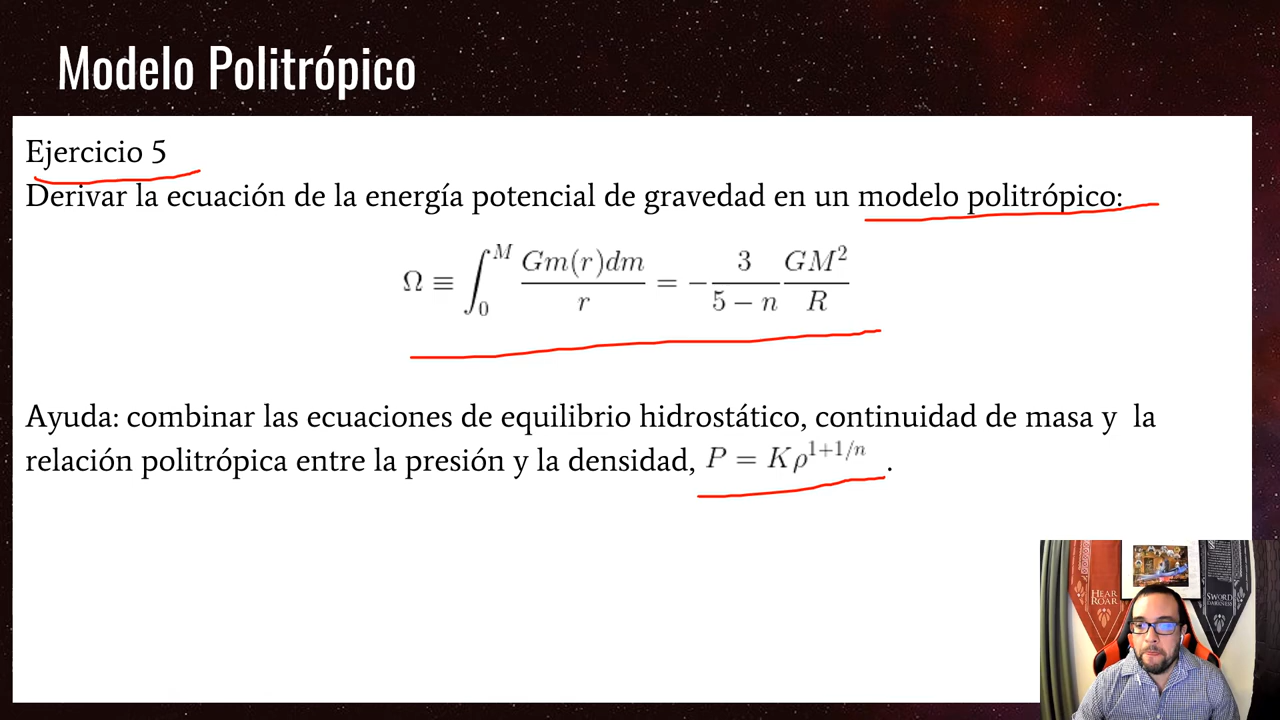 Modelo Politrópico
Ejercicio 5
Derivar la ecuación de la energía potencial de gravedad en un modelo politrópico:
Ω ≡ ∫₀ᴹ Gm(r)dm / r = − 3 / (5 − n) GM² / R
Ayuda: combinar las ecuaciones de equilibrio hidrostático, continuidad de masa y la
relación politrópica entre la presión y la densidad, P = Kρ^{1+1/n} .
HEAR
ROAR
SWORD
DARKNESS